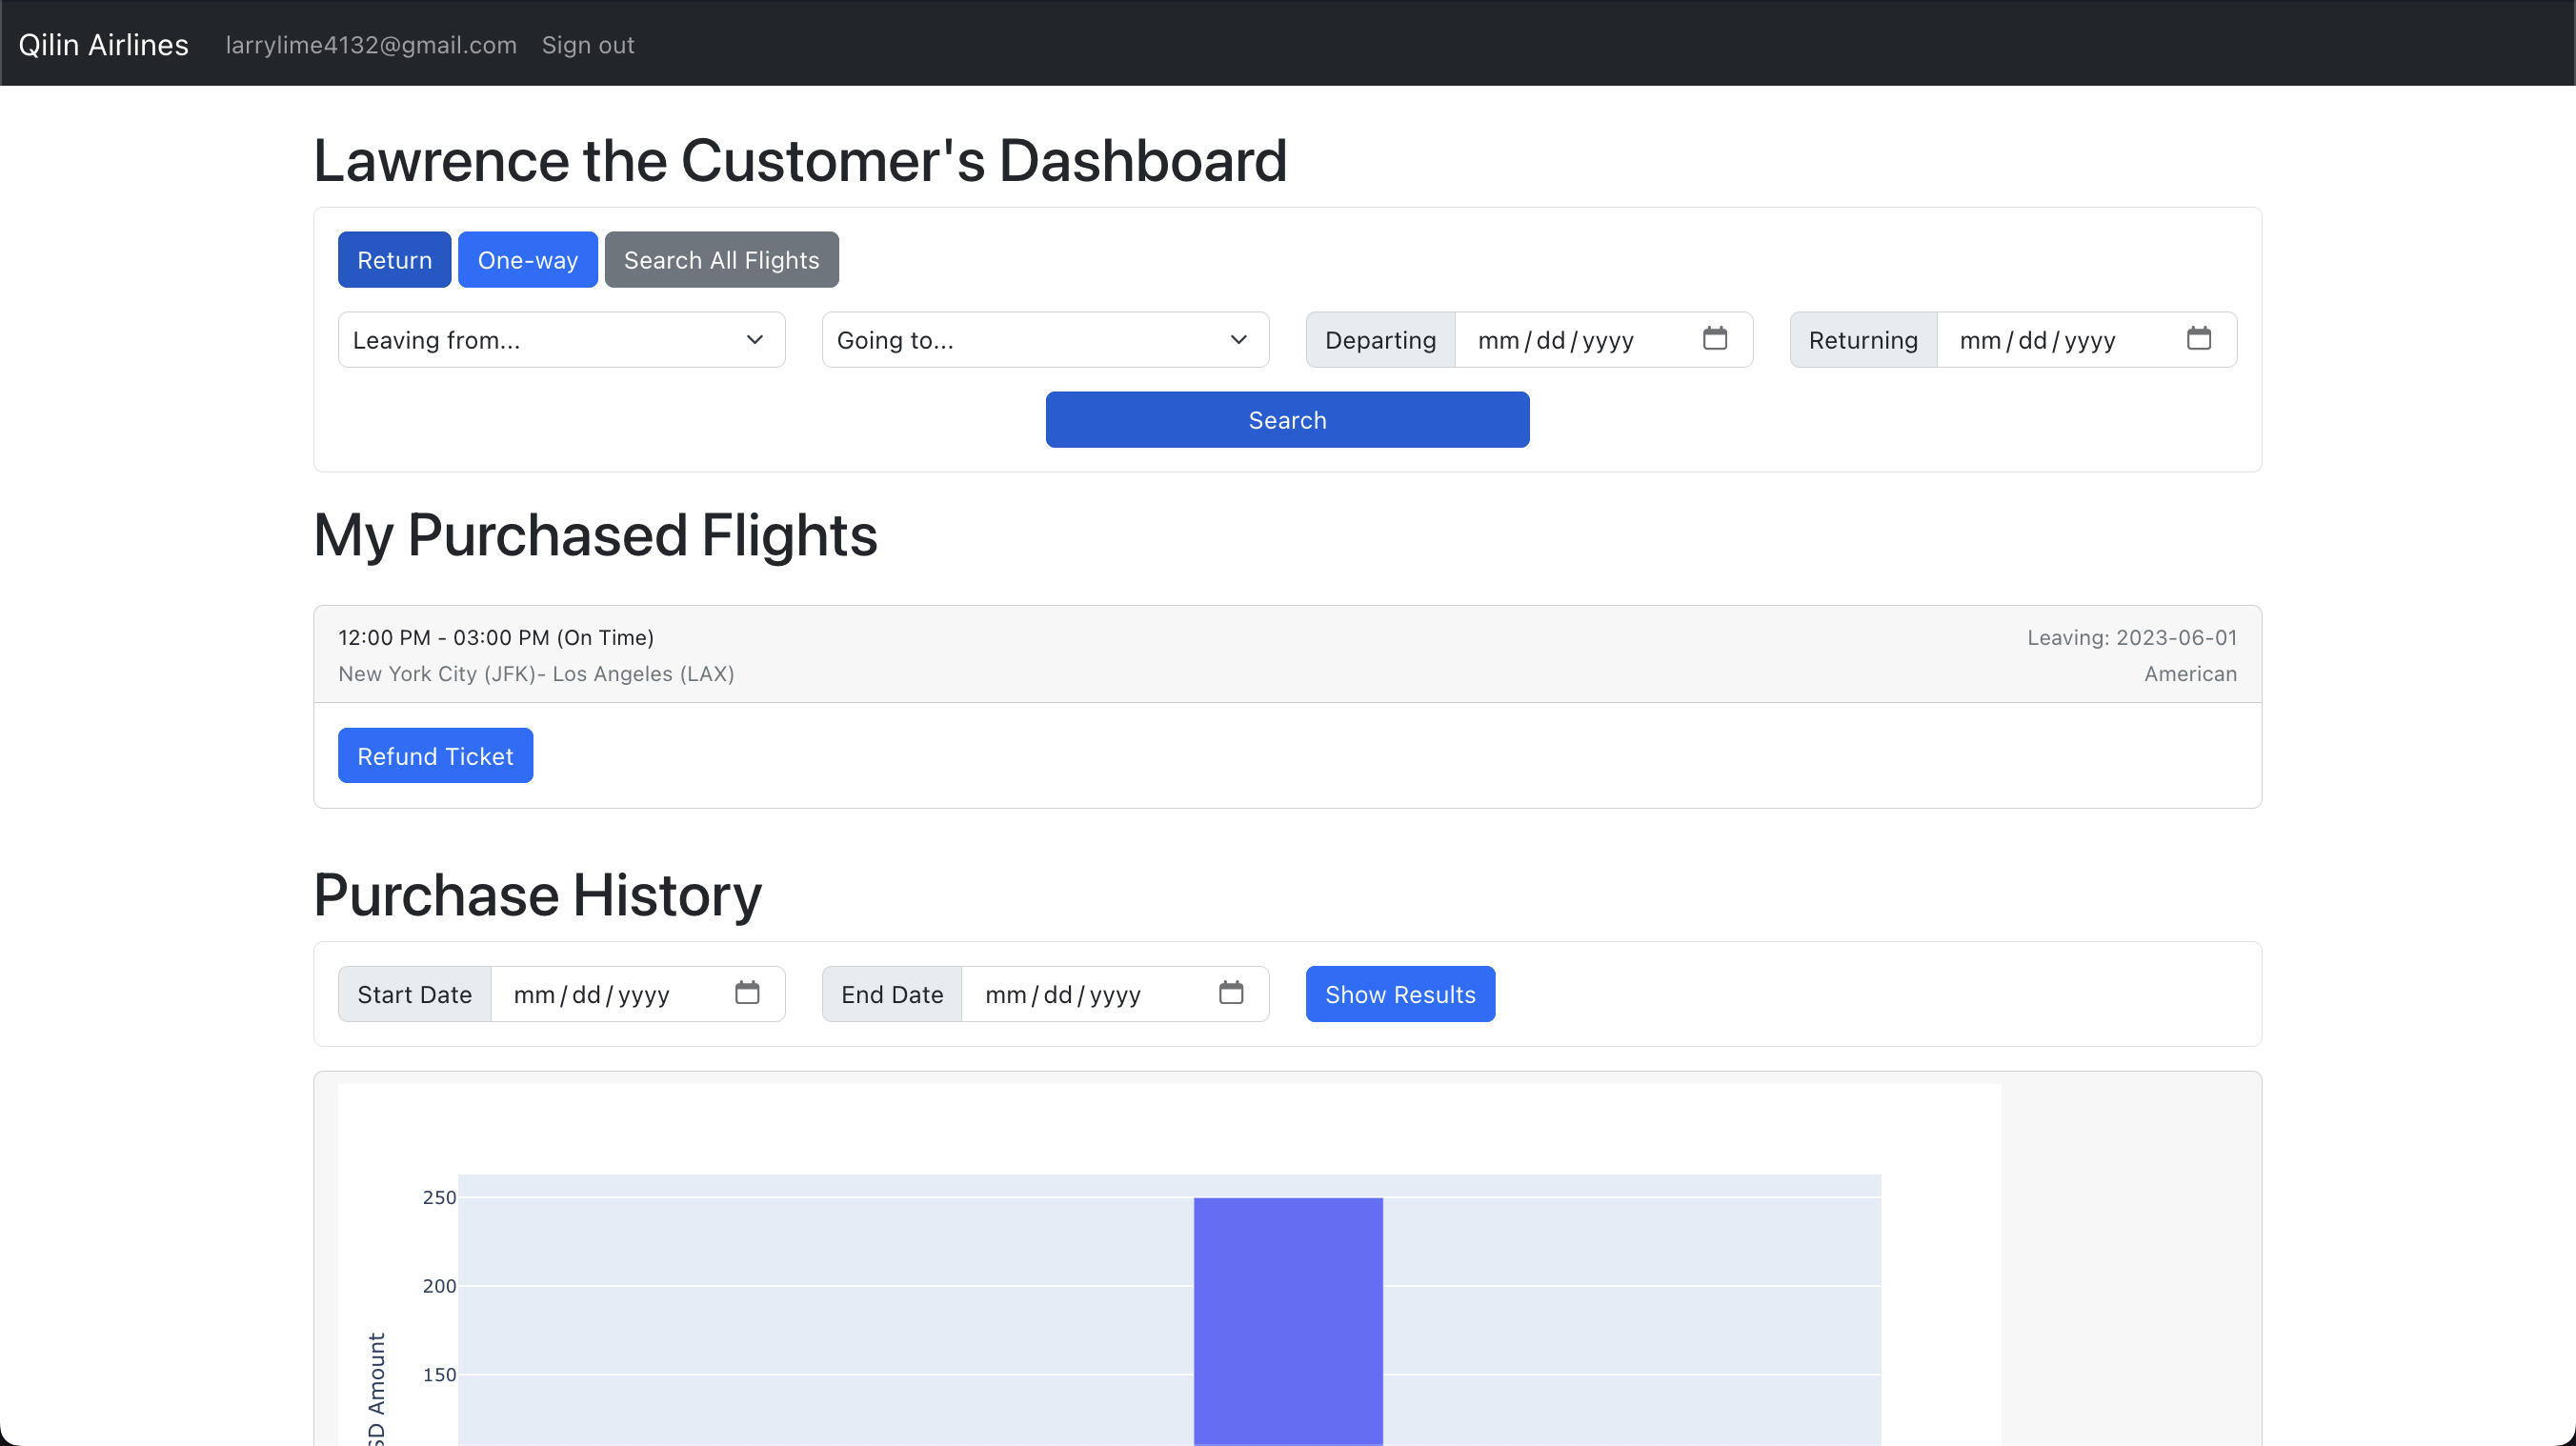 Qilin Airlines larrylime4132@gmail.com Sign out
Lawrence the Customer's Dashboard
Return One-way Search All Flights
Leaving from... Going to... Departing mm/dd/yyyy Returning mm/dd/yyyy
Search
My Purchased Flights
12:00 PM - 03:00 PM (On Time) Leaving: 2023-06-01
New York City (JFK)- Los Angeles (LAX) American
Refund Ticket
Purchase History
Start Date mm/dd/yyyy End Date mm/dd/yyyy Show Results
250
200
150
SD Amount